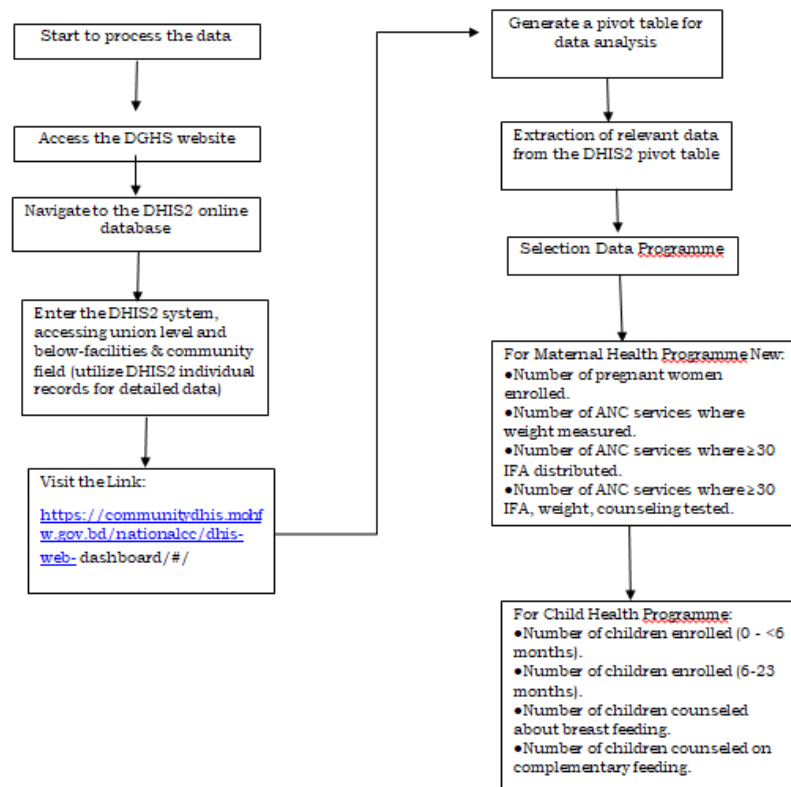 Start to process the data
Access the DGHS website
Navigate to the DHIS2 online
database
Enter the DHIS2 system,
accessing union level and
below-facilities & community
field (utilize DHIS2 individual
records for detailed data)
Visit the Link:
https://communitydhis.mohf
w.gov.bd/nationalcc/dhis-
web- dashboard/#/
Generate a pivot table for
data analysis
Extraction of relevant data
from the DHIS2 pivot table
Selection Data Programme
For Maternal Health Programme New:
●Number of pregnant women
enrolled.
●Number of ANC services where
weight measured.
●Number of ANC services where ≥30
IFA distributed.
●Number of ANC services where ≥30
IFA, weight, counseling tested.
For Child Health Programme:
●Number of children enrolled (0 - <6
months).
●Number of children enrolled (6-23
months).
●Number of children counseled
about breast feeding.
●Number of children counseled on
complementary feeding.